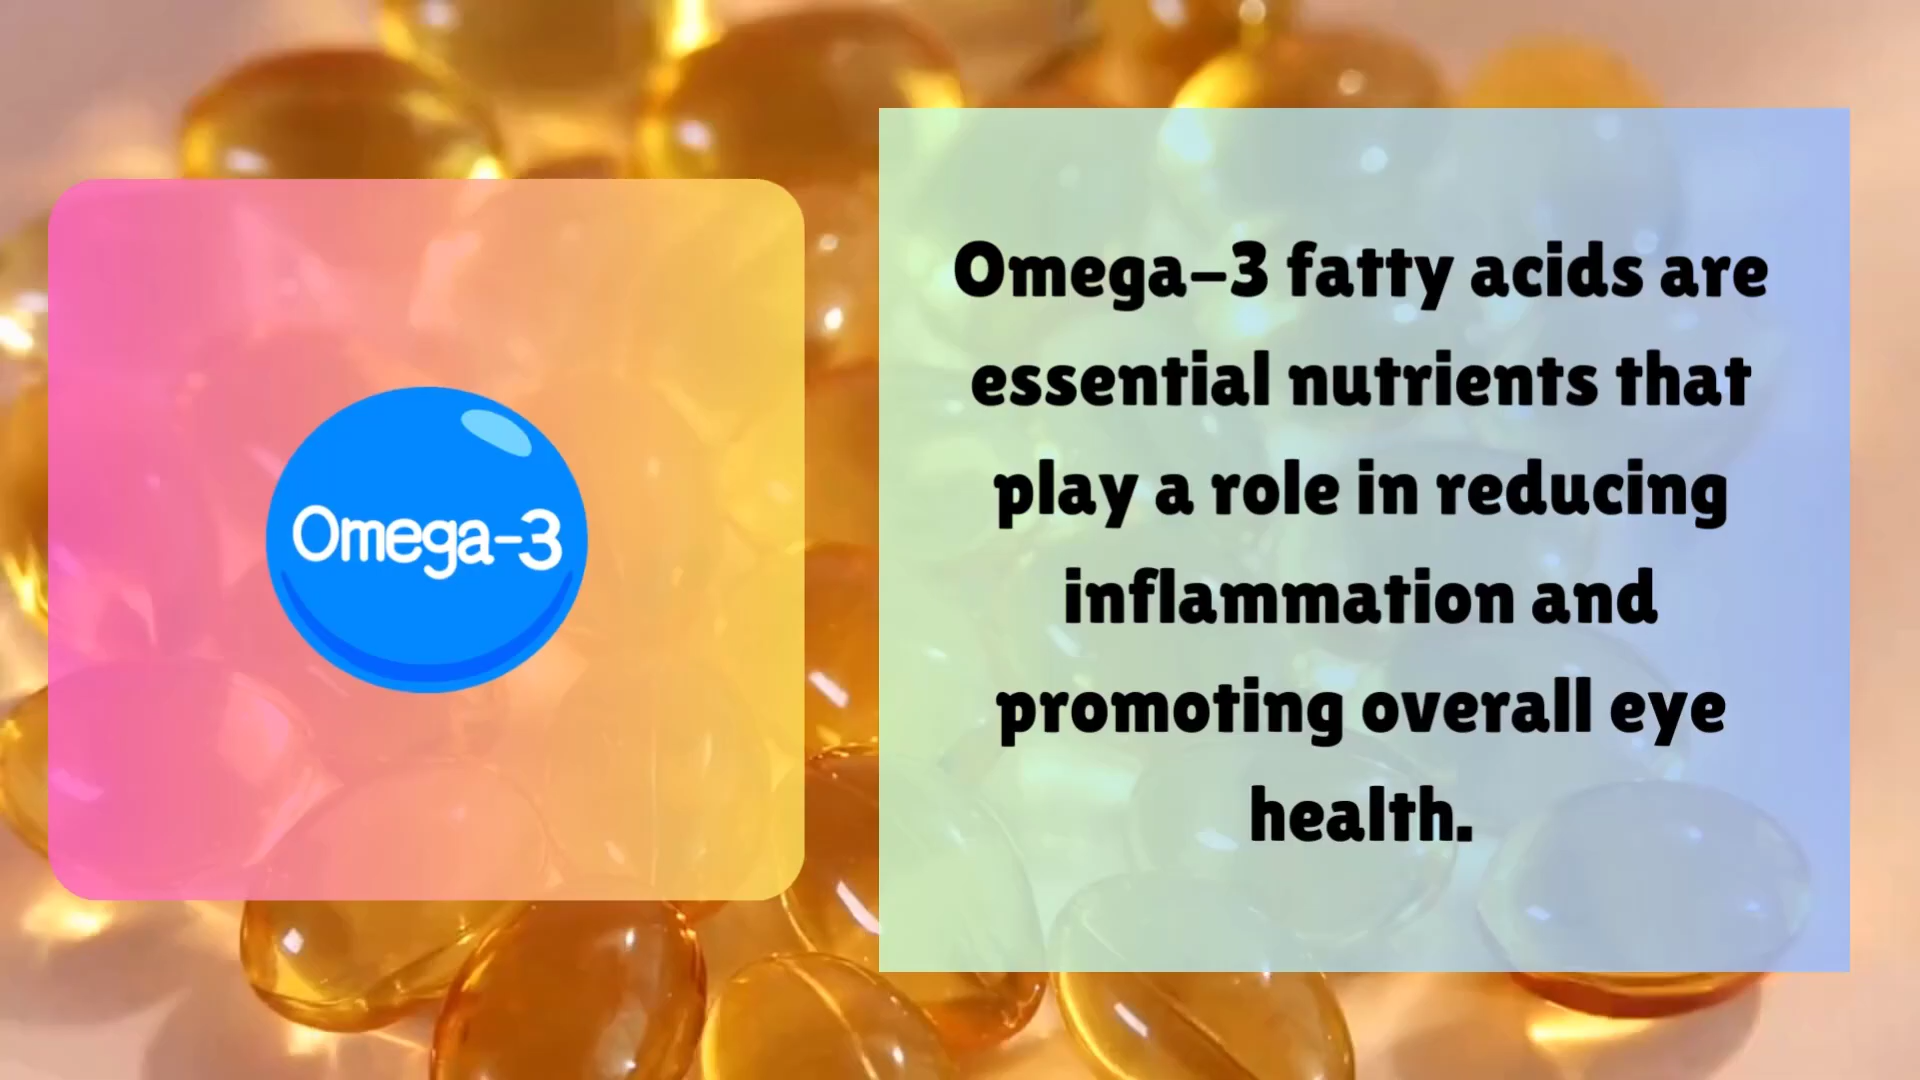 Omega-3
Omega-3 fatty acids are
essential nutrients that
play a role in reducing
inflammation and
promoting overall eye
health.